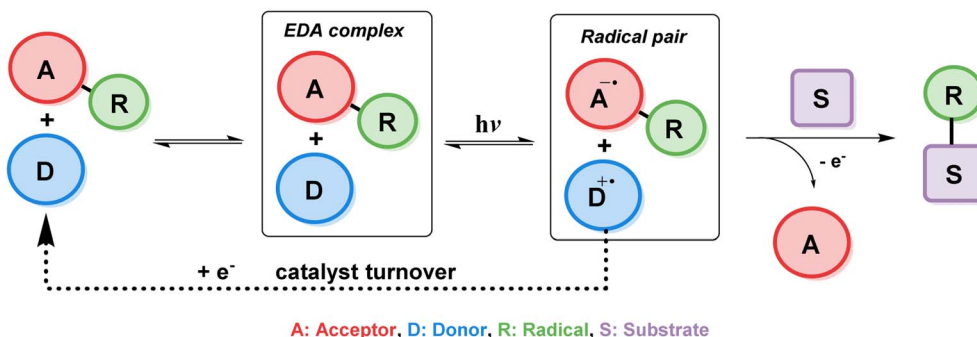 EDA complex
Radical pair
A
R
+
D
A
R
+
D
hν
A−•
R
+
D+•
S
- e-
A
R
S
+ e- catalyst turnover
A: Acceptor, D: Donor, R: Radical, S: Substrate